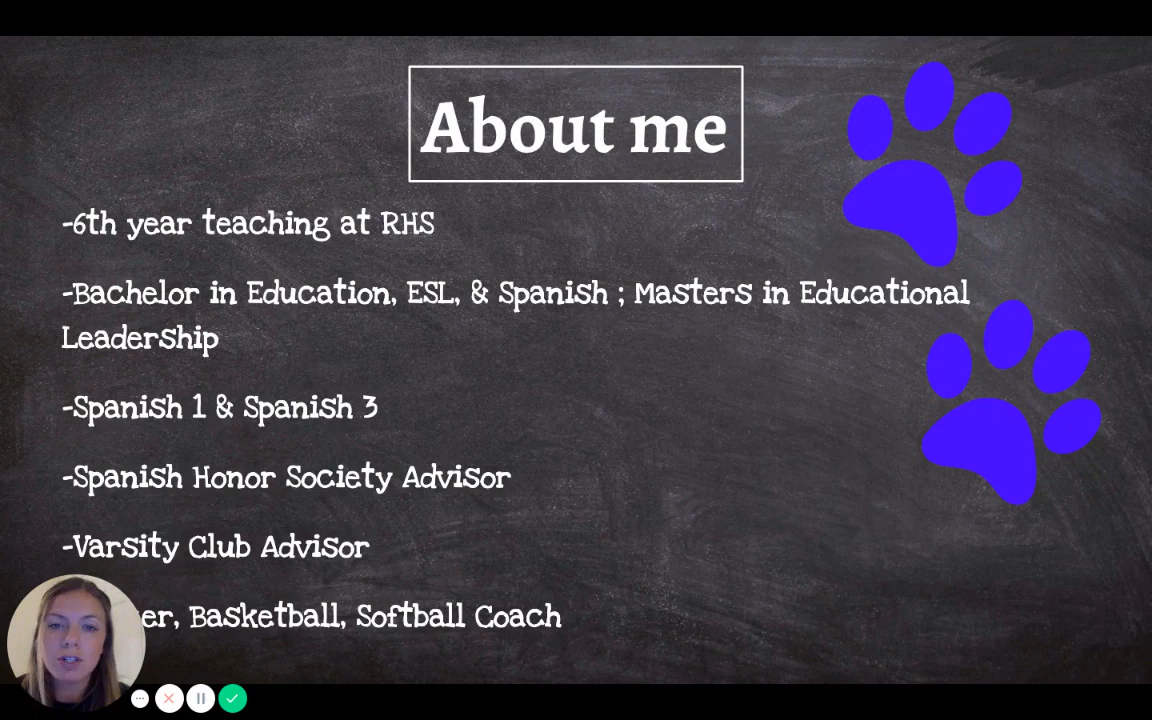 About me
-6th year teaching at RHS
-Bachelor in Education, ESL, & Spanish ; Masters in Educational
Leadership
-Spanish 1 & Spanish 3
-Spanish Honor Society Advisor
-Varsity Club Advisor
Basketball, Softball Coach